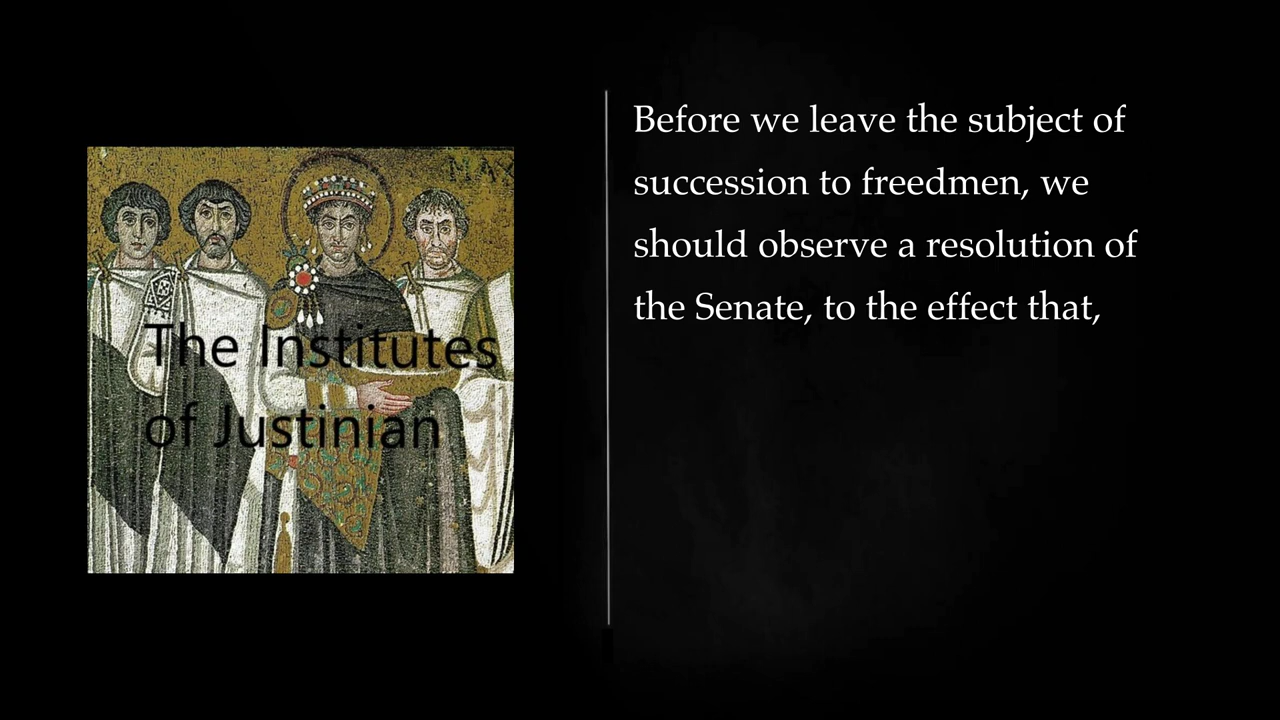 MAX
The Institutes
of Justinian
Before we leave the subject of
succession to freedmen, we
should observe a resolution of
the Senate, to the effect that,